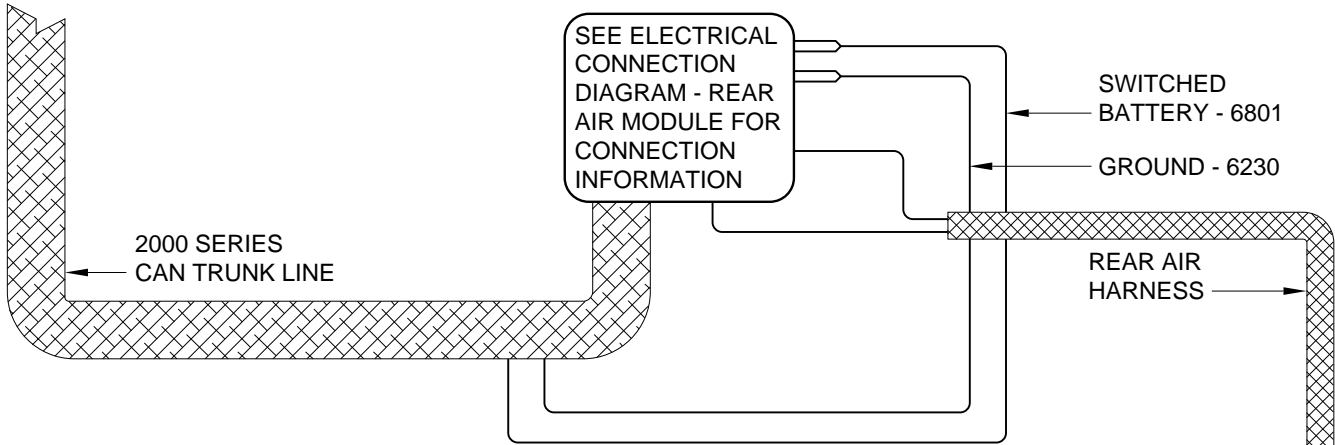 SEE ELECTRICAL
CONNECTION
DIAGRAM - REAR
AIR MODULE FOR
CONNECTION
INFORMATION
SWITCHED
BATTERY - 6801
GROUND - 6230
2000 SERIES
CAN TRUNK LINE
REAR AIR
HARNESS